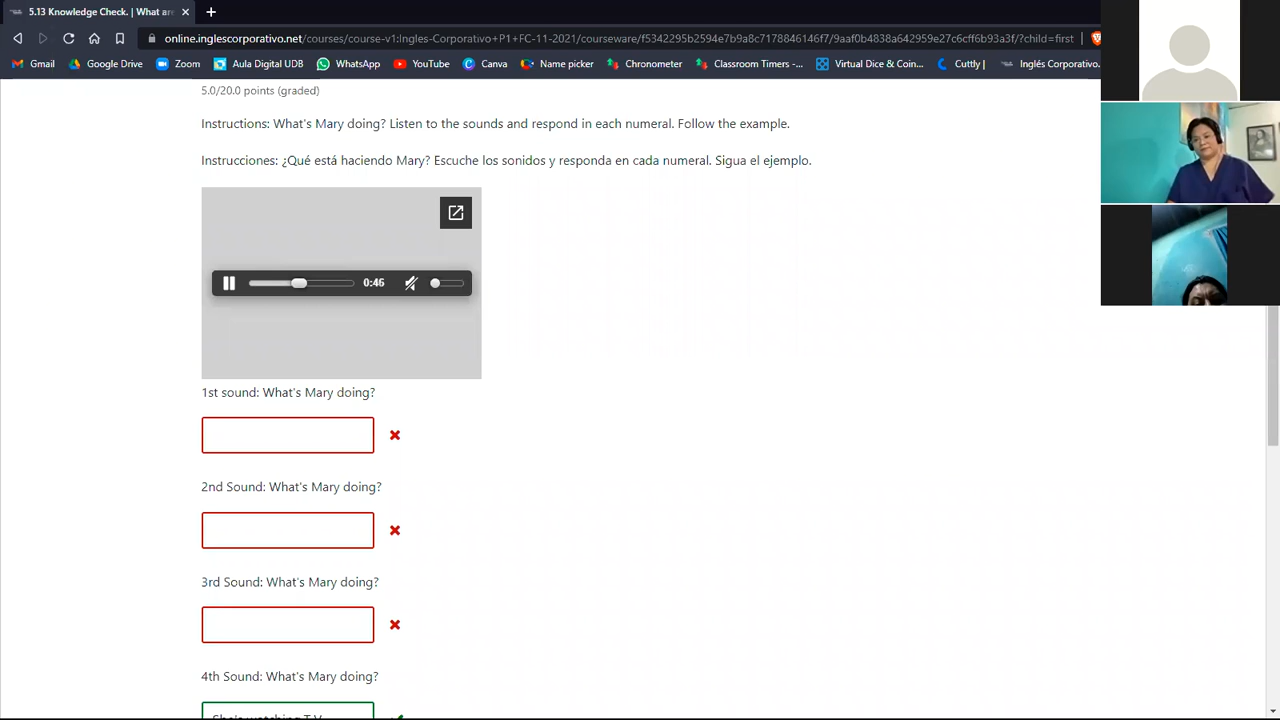 5.13 Knowledge Check. | What are
online.inglescorporativo.net/courses/course-v1:Ingles-Corporativo+P1+FC-11-2021/courseware/f5342295b2594e7b9a8c7178846146f7/9aaf0b4838a642959e27c6cff6b93a3f/?child=first
Gmail Google Drive Zoom Aula Digital UDB WhatsApp YouTube Canva Name picker Chronometer Classroom Timers -... Virtual Dice & Coin... Cuttly | Inglés Corporativo.
5.0/20.0 points (graded)
Instructions: What's Mary doing? Listen to the sounds and respond in each numeral. Follow the example.
Instrucciones: ¿Qué está haciendo Mary? Escuche los sonidos y responda en cada numeral. Siga el ejemplo.
0:46
1st sound: What's Mary doing?
2nd Sound: What's Mary doing?
3rd Sound: What's Mary doing?
4th Sound: What's Mary doing?
She's watching T.V.